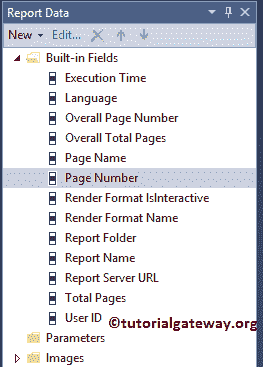 Report Data
New Edit...
Built-in Fields
Execution Time
Language
Overall Page Number
Overall Total Pages
Page Name
Page Number
Render Format IsInteractive
Render Format Name
Report Folder
Report Name
Report Server URL
Total Pages
User ID
©tutorialgateway.org
Parameters
Images